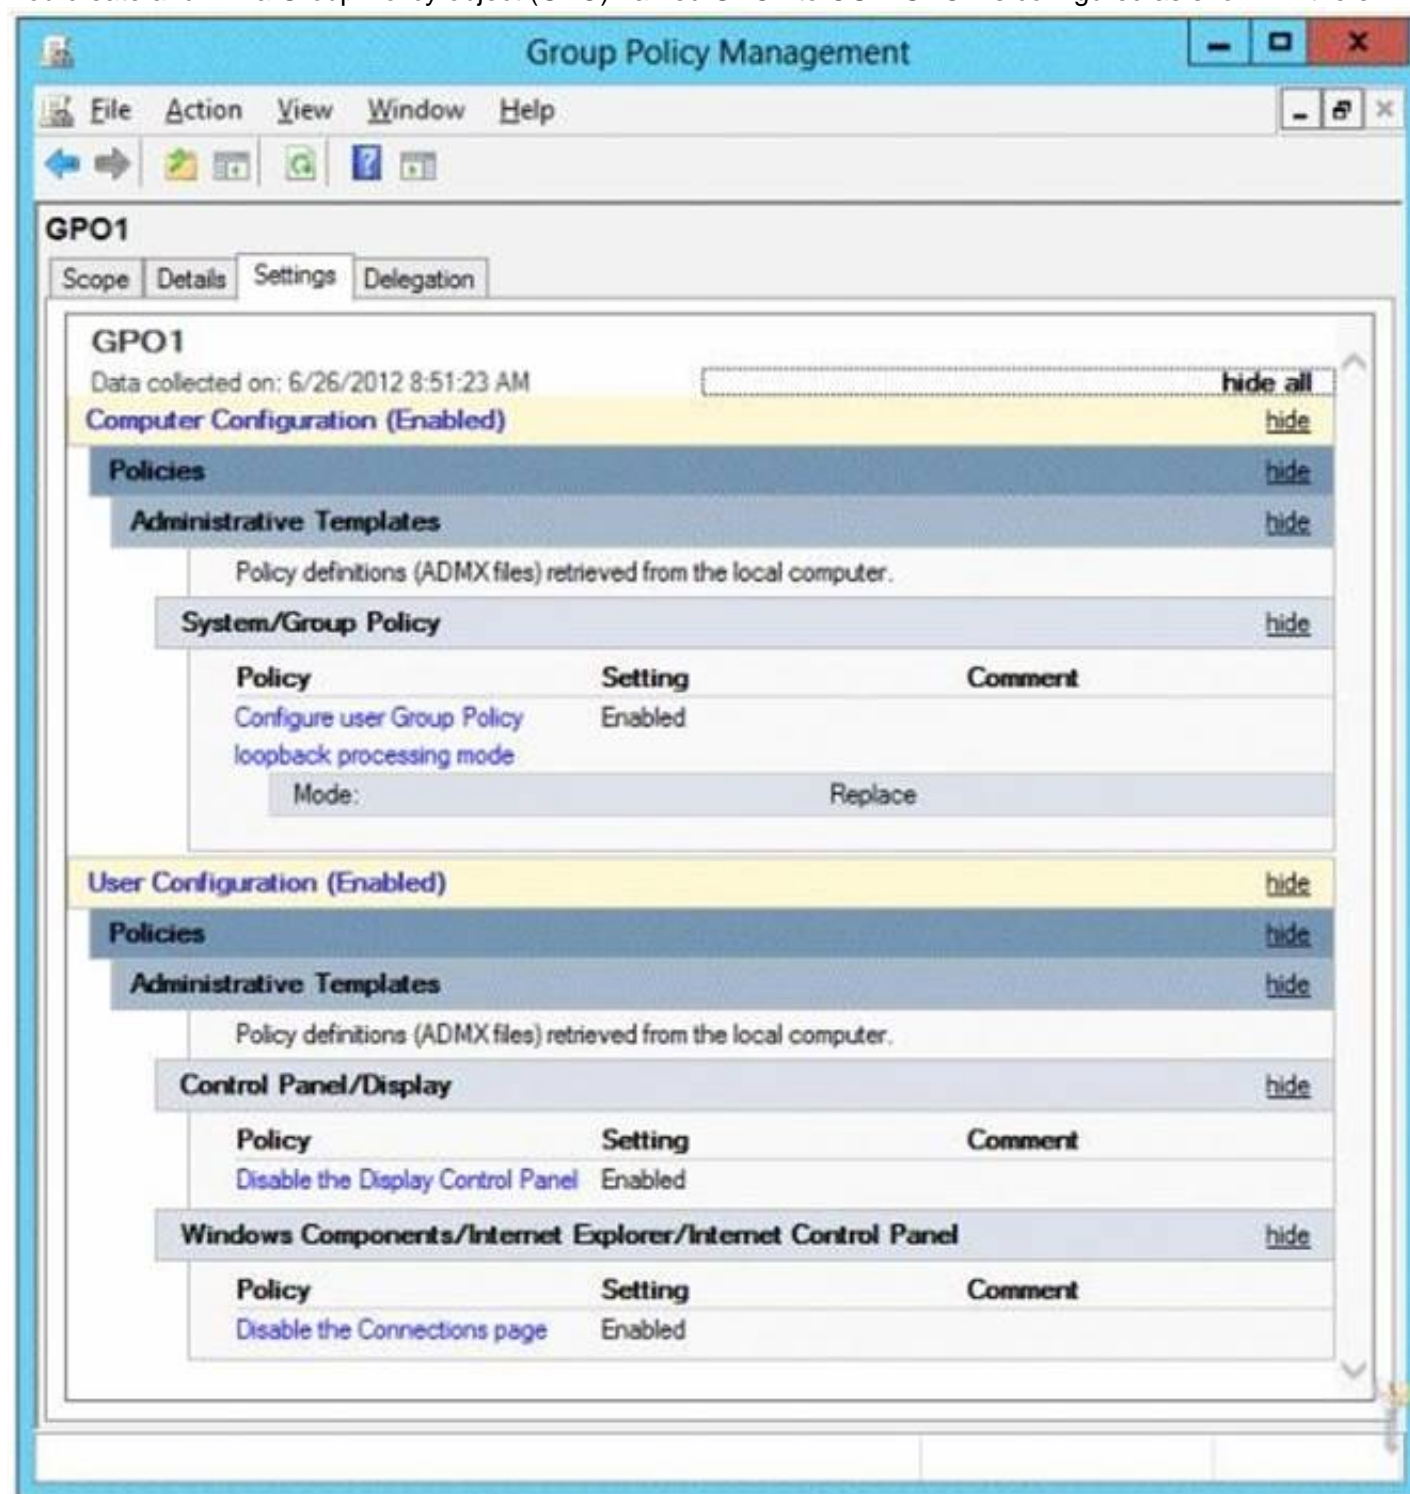 Group Policy Management
File Action View Window Help
GPO1
Scope Details Settings Delegation
GPO1
Data collected on: 6/26/2012 8:51:23 AM hide all
Computer Configuration (Enabled) hide
Policies hide
Administrative Templates hide
Policy definitions (ADMX files) retrieved from the local computer.
System/Group Policy hide
Policy Setting Comment
Configure user Group Policy Enabled
loopback processing mode
Mode: Replace
User Configuration (Enabled) hide
Policies hide
Administrative Templates hide
Policy definitions (ADMX files) retrieved from the local computer.
Control Panel/Display hide
Policy Setting Comment
Disable the Display Control Panel Enabled
Windows Components/Internet Explorer/Internet Control Panel hide
Policy Setting Comment
Disable the Connections page Enabled